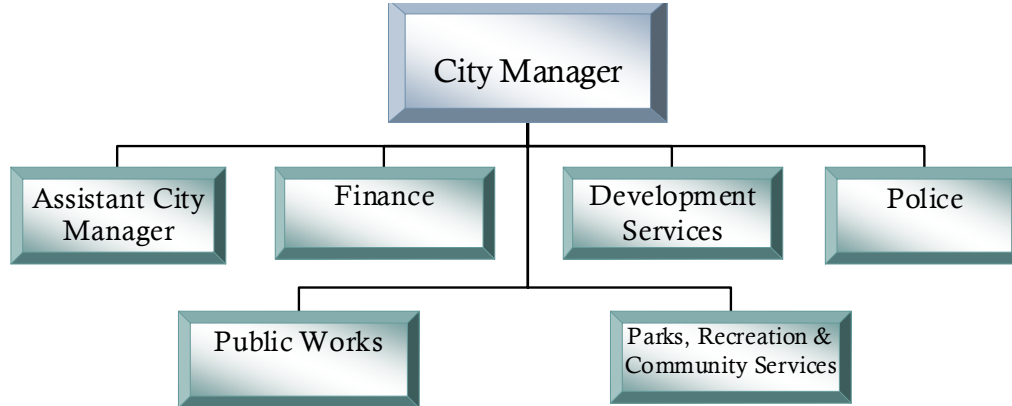 City Manager
Assistant City
Manager
Finance
Development
Services
Police
Public Works
Parks, Recreation &
Community Services